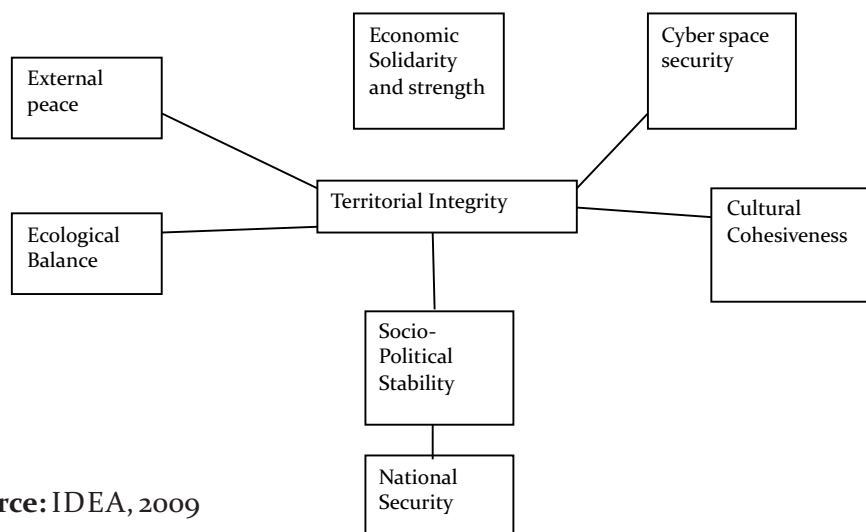 Economic
Solidarity
and strength
Cyber space
security
External
peace
Territorial Integrity
Cultural
Cohesiveness
Ecological
Balance
Socio-
Political
Stability
National
Security
rce: IDEA, 2009